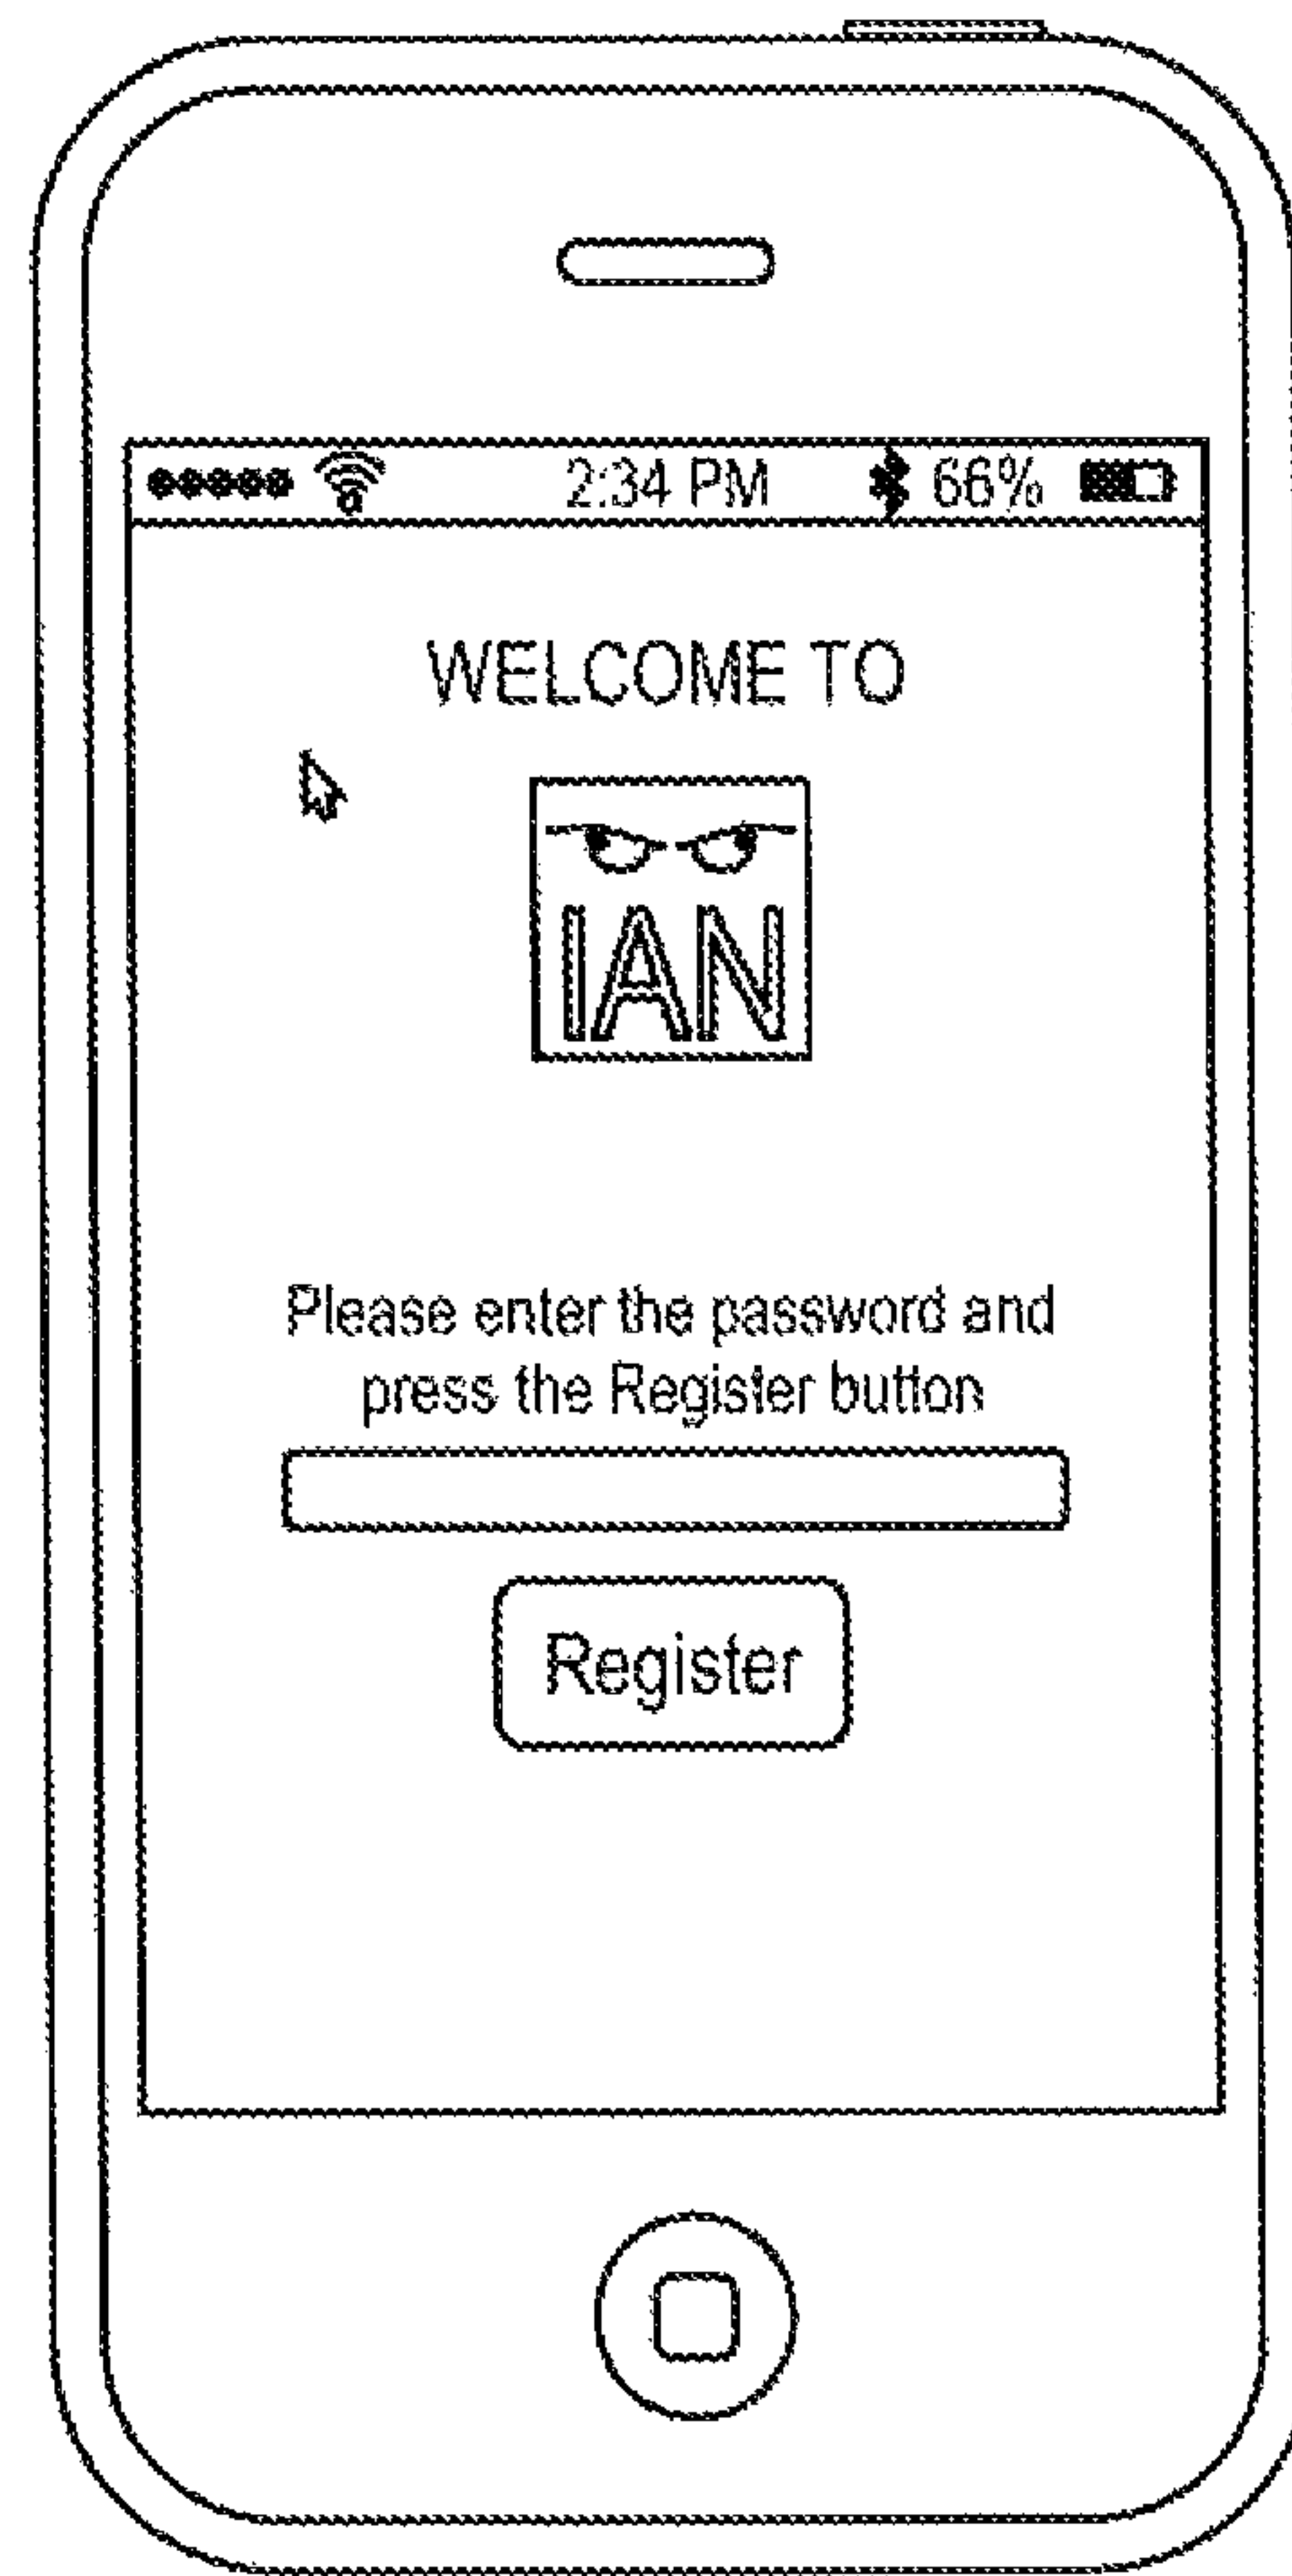 2:34 PM 66%
WELCOME TO
IAN
Please enter the password and
press the Register button
Register